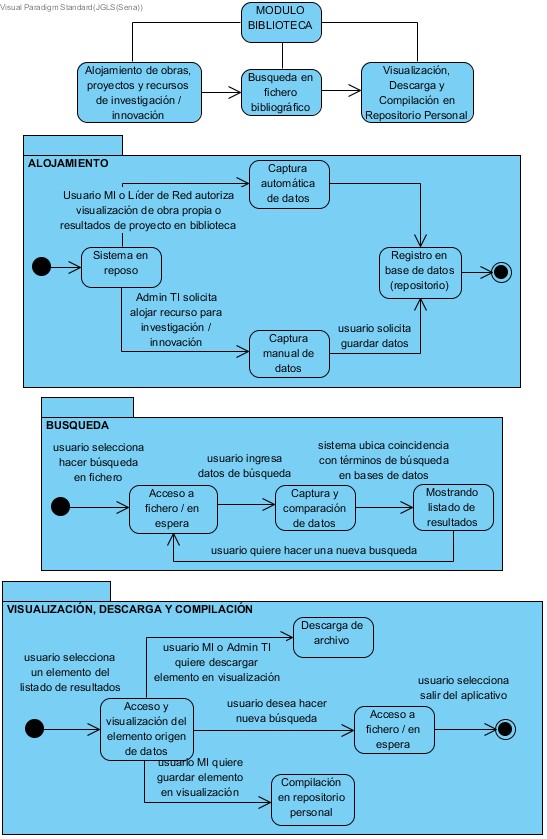 Visual Paradigm Standard(JGLS(Sena))
MODULO
BIBLIOTECA
Alojamiento de obras,
proyectos y recursos
de investigación /
innovación
Busqueda en
fichero
bibliográfico
Visualización,
Descarga y
Compilación en
Repositorio Personal
ALOJAMIENTO
Captura
automática
de datos
Usuario MI o Líder de Red autoriza
visualización de obra propia o
resultados de proyecto en biblioteca
Sistema en
reposo
Registro en
base de datos
(repositorio)
Admin TI solicita
alojar recurso para
investigación /
innovación
Captura
manual de
datos
usuario solicita
guardar datos
BUSQUEDA
usuario selecciona
hacer búsqueda
en fichero
usuario ingresa
datos de búsqueda
sistema ubica coincidencia
con términos de búsqueda
en bases de datos
Acceso a
fichero / en
espera
Captura y
comparación
de datos
Mostrando
listado de
resultados
usuario quiere hacer una nueva busqueda
VISUALIZACIÓN, DESCARGA Y COMPILACIÓN
Descarga de
archivo
usuario MI o Admin TI
quiere descargar
elemento en visualización
usuario selecciona
un elemento del
listado de resultados
usuario selecciona
salir del aplicativo
Acceso y
visualización del
elemento origen
de datos
usuario desea hacer
nueva búsqueda
Acceso a
fichero / en
espera
usuario MI quiere
guardar elemento
en visualización
Compilación
en repositorio
personal